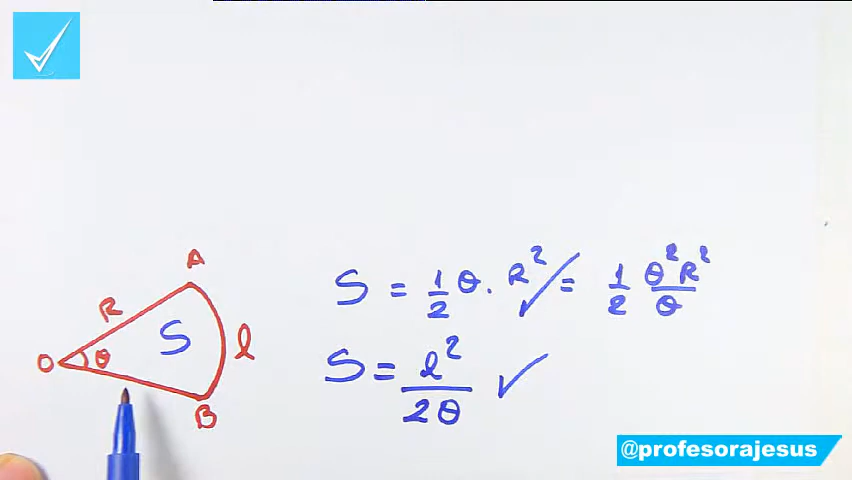 A
R
S
O θ
l
B
S = 1/2 θ . R² = 1/2 θ²R²/θ
S = l²/2θ
@profesorajesus